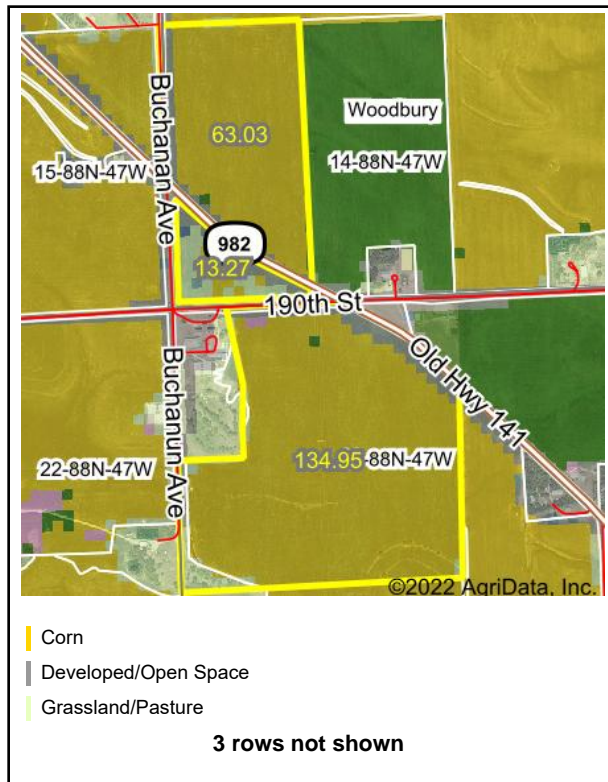 Buchanan Ave
63.03
Woodbury
15-88N-47W
14-88N-47W
982
13.27
190th St
Old Hwy 141
Buchanun Ave
22-88N-47W
134.95-88N-47W
©2022 AgriData, Inc.
Corn
Developed/Open Space
Grassland/Pasture
3 rows not shown